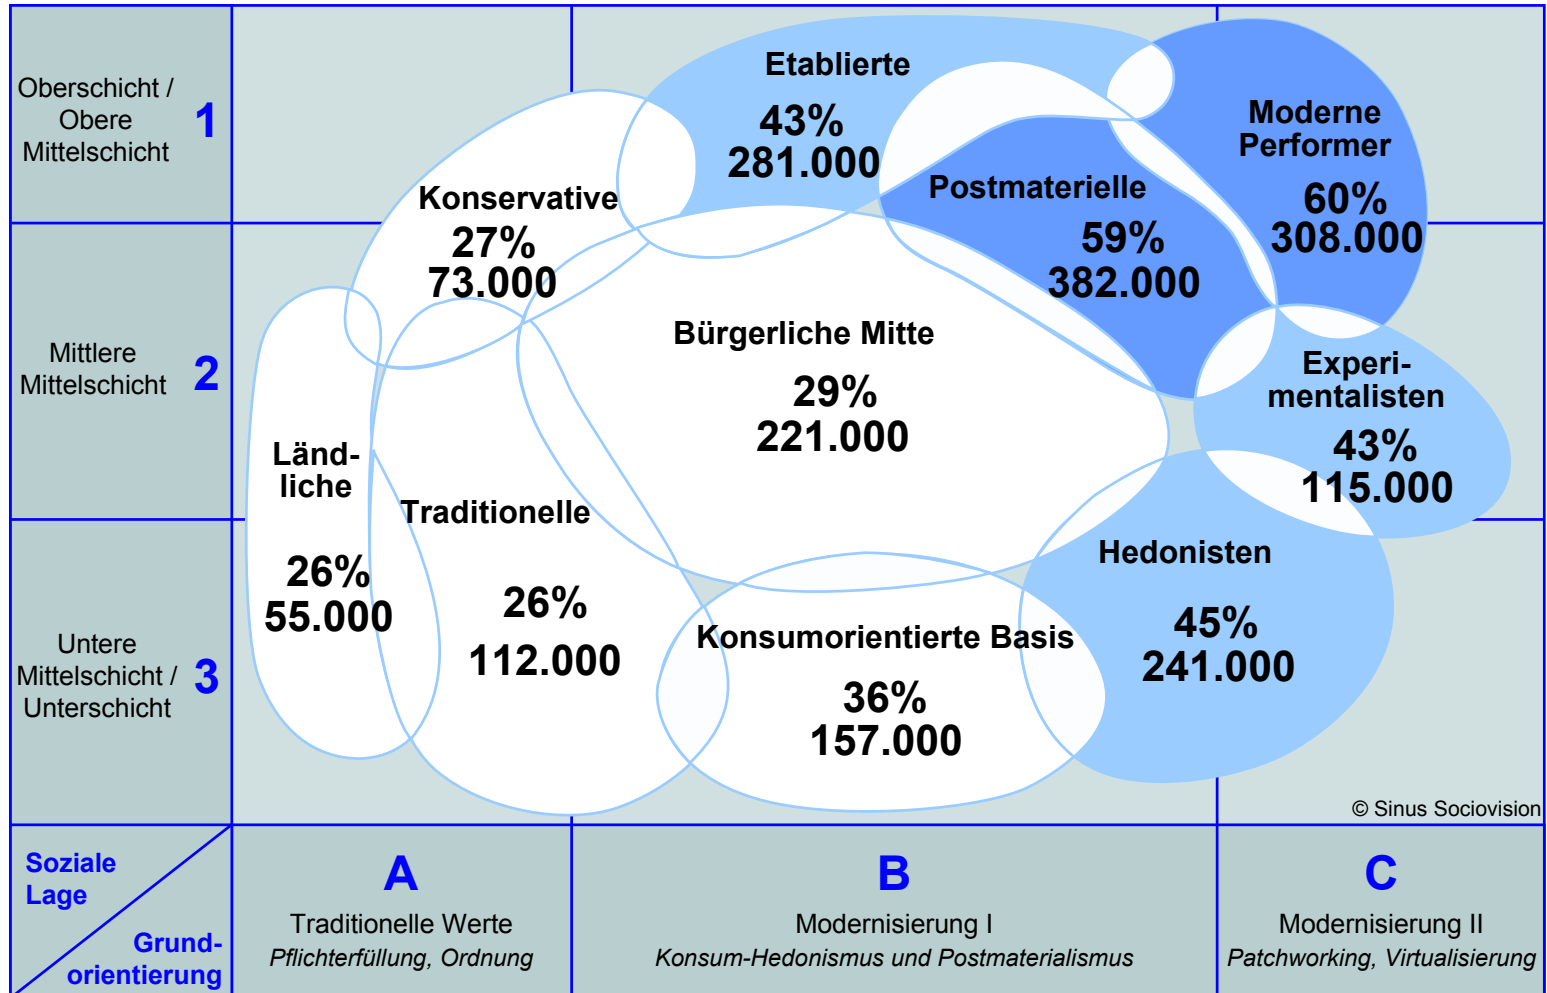 Oberschicht /
Obere
Mittelschicht
1
Mittlere
Mittelschicht
2
Untere
Mittelschicht /
Unterschicht
3
Etablierte
43%
281.000
Moderne
Performer
60%
308.000
Postmaterielle
59%
382.000
Konservative
27%
73.000
Bürgerliche Mitte
29%
221.000
Experi-
mentalisten
43%
115.000
Länd-
liche
26%
55.000
Traditionelle
26%
112.000
Hedonisten
45%
241.000
Konsumorientierte Basis
36%
157.000
© Sinus Sociovision
Soziale
Lage
Grund-
orientierung
A
Traditionelle Werte
Pflichterfüllung, Ordnung
B
Modernisierung I
Konsum-Hedonismus und Postmaterialismus
C
Modernisierung II
Patchworking, Virtualisierung